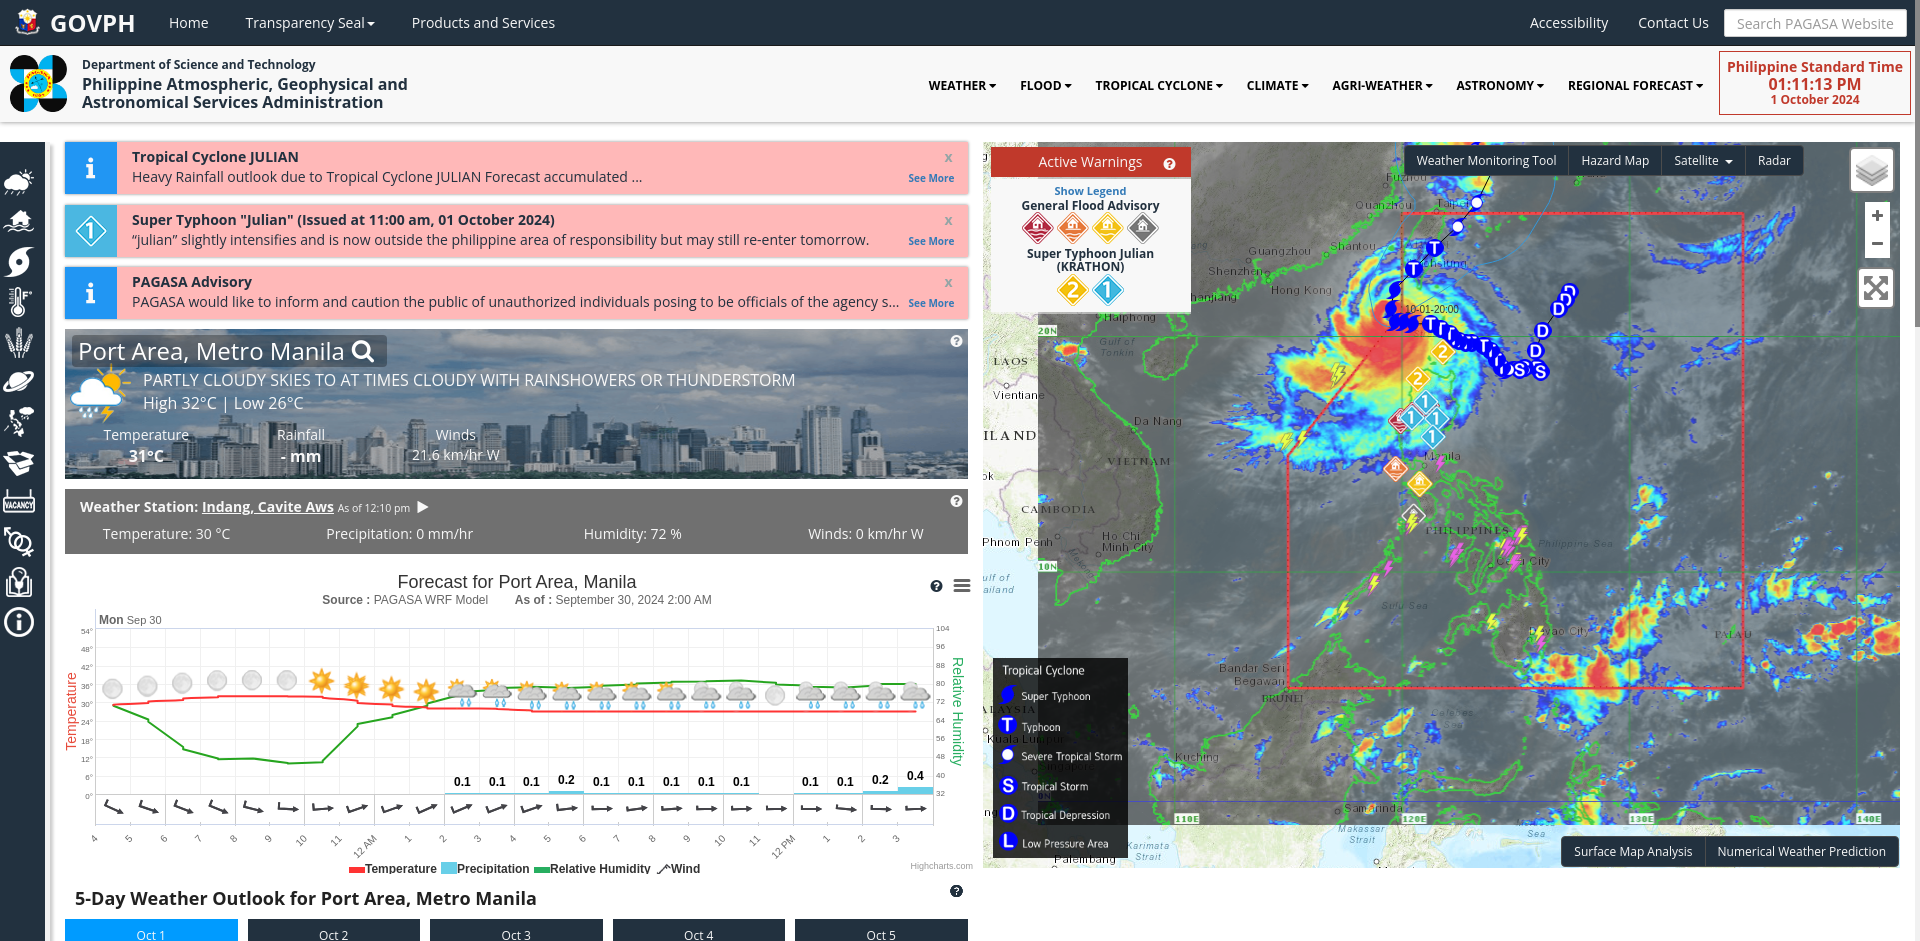 GOVPH
Home
Transparency Seal
Products and Services
Accessibility
Contact Us
Search PAGASA Website
Department of Science and Technology
Philippine Atmospheric, Geophysical and
Astronomical Services Administration
WEATHER
FLOOD
TROPICAL CYCLONE
CLIMATE
AGRI-WEATHER
ASTRONOMY
REGIONAL FORECAST
Philippine Standard Time
01:11:13 PM
1 October 2024
Tropical Cyclone JULIAN
x
Heavy Rainfall outlook due to Tropical Cyclone JULIAN Forecast accumulated ...
See More
Super Typhoon "Julian" (Issued at 11:00 am, 01 October 2024)
x
“julian” slightly intensifies and is now outside the philippine area of responsibility but may still re-enter tomorrow.
See More
PAGASA Advisory
x
PAGASA would like to inform and caution the public of unauthorized individuals posing to be officials of the agency s...
See More
Port Area, Metro Manila
PARTLY CLOUDY SKIES TO AT TIMES CLOUDY WITH RAINSHOWERS OR THUNDERSTORM
High 32°C | Low 26°C
Temperature
Rainfall
Winds
31°C
- mm
21.6 km/hr W
Weather Station: Indang, Cavite Aws As of 12:10 pm
Temperature: 30 °C
Precipitation: 0 mm/hr
Humidity: 72 %
Winds: 0 km/hr W
Forecast for Port Area, Manila
Source : PAGASA WRF Model
As of : September 30, 2024 2:00 AM
Mon Sep 30
Temperature
54°
48°
42°
36°
30°
24°
18°
12°
6°
0°
104
96
88
80
72
64
56
48
40
32
Relative Humidity
0.1 0.1 0.1 0.2 0.1 0.1 0.1 0.1 0.1 0.1 0.1 0.2 0.4
4 5 6 7 8 9 10 11 12 AM 1 2 3 4 5 6 7 8 9 10 11 12 PM 1 2 3
Temperature
Precipitation
Relative Humidity
Wind
Highcharts.com
5-Day Weather Outlook for Port Area, Metro Manila
Oct 1
Oct 2
Oct 3
Oct 4
Oct 5
VACANCY
Active Warnings
Show Legend
General Flood Advisory
Super Typhoon Julian
(KRATHON)
2
1
Weather Monitoring Tool
Hazard Map
Satellite
Radar
+
−
Fuzhou
Quanzhou
Taipei
Guangzhou
Shantou
Shenzhen
Hong Kong
Zhanjiang
Haiphong
Gulf of
Tonkin
10-01-20:00
20N
LAOS
Vientiane
Da Nang
VIETNAM
Manila
CAMBODIA
Phnom Penh
Ho Chi
Minh City
PHILIPPINES
Philippine Sea
Cebu City
10N
Sulu Sea
Davao City
PALAU
Bandar Seri
Begawan
BRUNEI
Kuching
Samarinda
110E
120E
130E
140E
Makassar
Strait
Karimata
Strait
Palembang
Tropical Cyclone
Super Typhoon
T Typhoon
Severe Tropical Storm
S Tropical Storm
D Tropical Depression
L Low Pressure Area
Surface Map Analysis
Numerical Weather Prediction